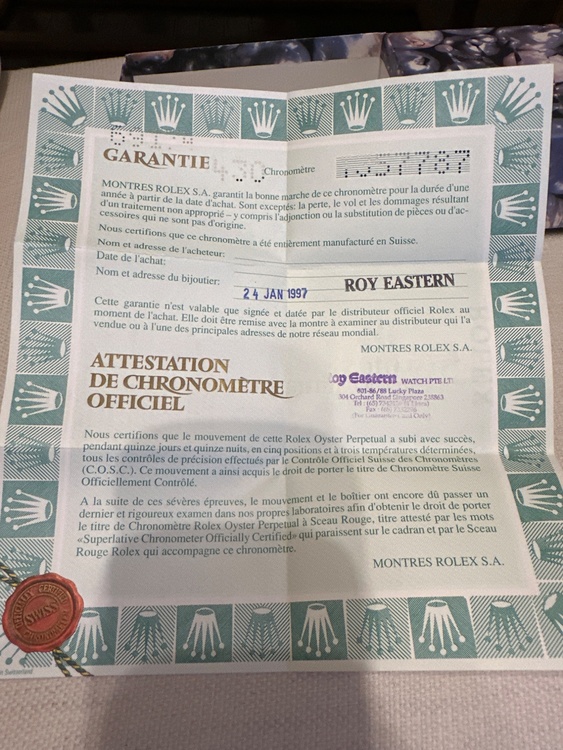 GARANTIE
430
Chronomètre
MONTRES ROLEX S.A. garantit la bonne marche de ce chronomètre pour la durée d'une
année à partir de la date d'achat. Sont exceptés: la perte, le vol et les dommages résultant
d'un traitement non approprié – y compris l'adjonction ou la substitution de pièces ou d'ac-
cessoires qui ne sont pas d'origine.
Nous certifions que ce chronomètre a été entièrement manufacturé en Suisse.
Nom et adresse de l'acheteur:
Date de l'achat:
Nom et adresse du bijoutier:
24 JAN 1997
ROY EASTERN
Cette garantie n'est valable que signée et datée par le distributeur officiel Rolex au
moment de l'achat. Elle doit être remise avec la montre à examiner au distributeur qui l'a
vendue ou à l'une des principales adresses de notre réseau mondial.
MONTRES ROLEX S.A.
ATTESTATION
DE CHRONOMÈTRE
OFFICIEL
Roy Eastern WATCH PTE LTD
#01-86/88 Lucky Plaza
304 Orchard Road
Nous certifions que le mouvement de cette Rolex Oyster Perpetual a subi avec succès,
pendant quinze jours et quinze nuits, en cinq positions et à trois températures déterminées,
tous les contrôles de précision effectués par le Contrôle Officiel Suisse des Chronomètres
(C.O.S.C). Ce mouvement a ainsi acquis le droit de porter le titre de Chronomètre Suisse
Officiellement Contrôlé.
A la suite de ces sévères épreuves, le mouvement et le boîtier ont encore dû passer un
dernier et rigoureux examen dans nos propres laboratoires afin d'obtenir le droit de porter
le titre de Chronomètre Rolex Oyster Perpetual à Sceau Rouge, titre attesté par les mots
«Superlative Chronometer Officially Certified» qui paraissent sur le cadran et par le Sceau
Rouge Rolex qui accompagne ce chronomètre.
MONTRES ROLEX S.A.
SWISS
Switzerland